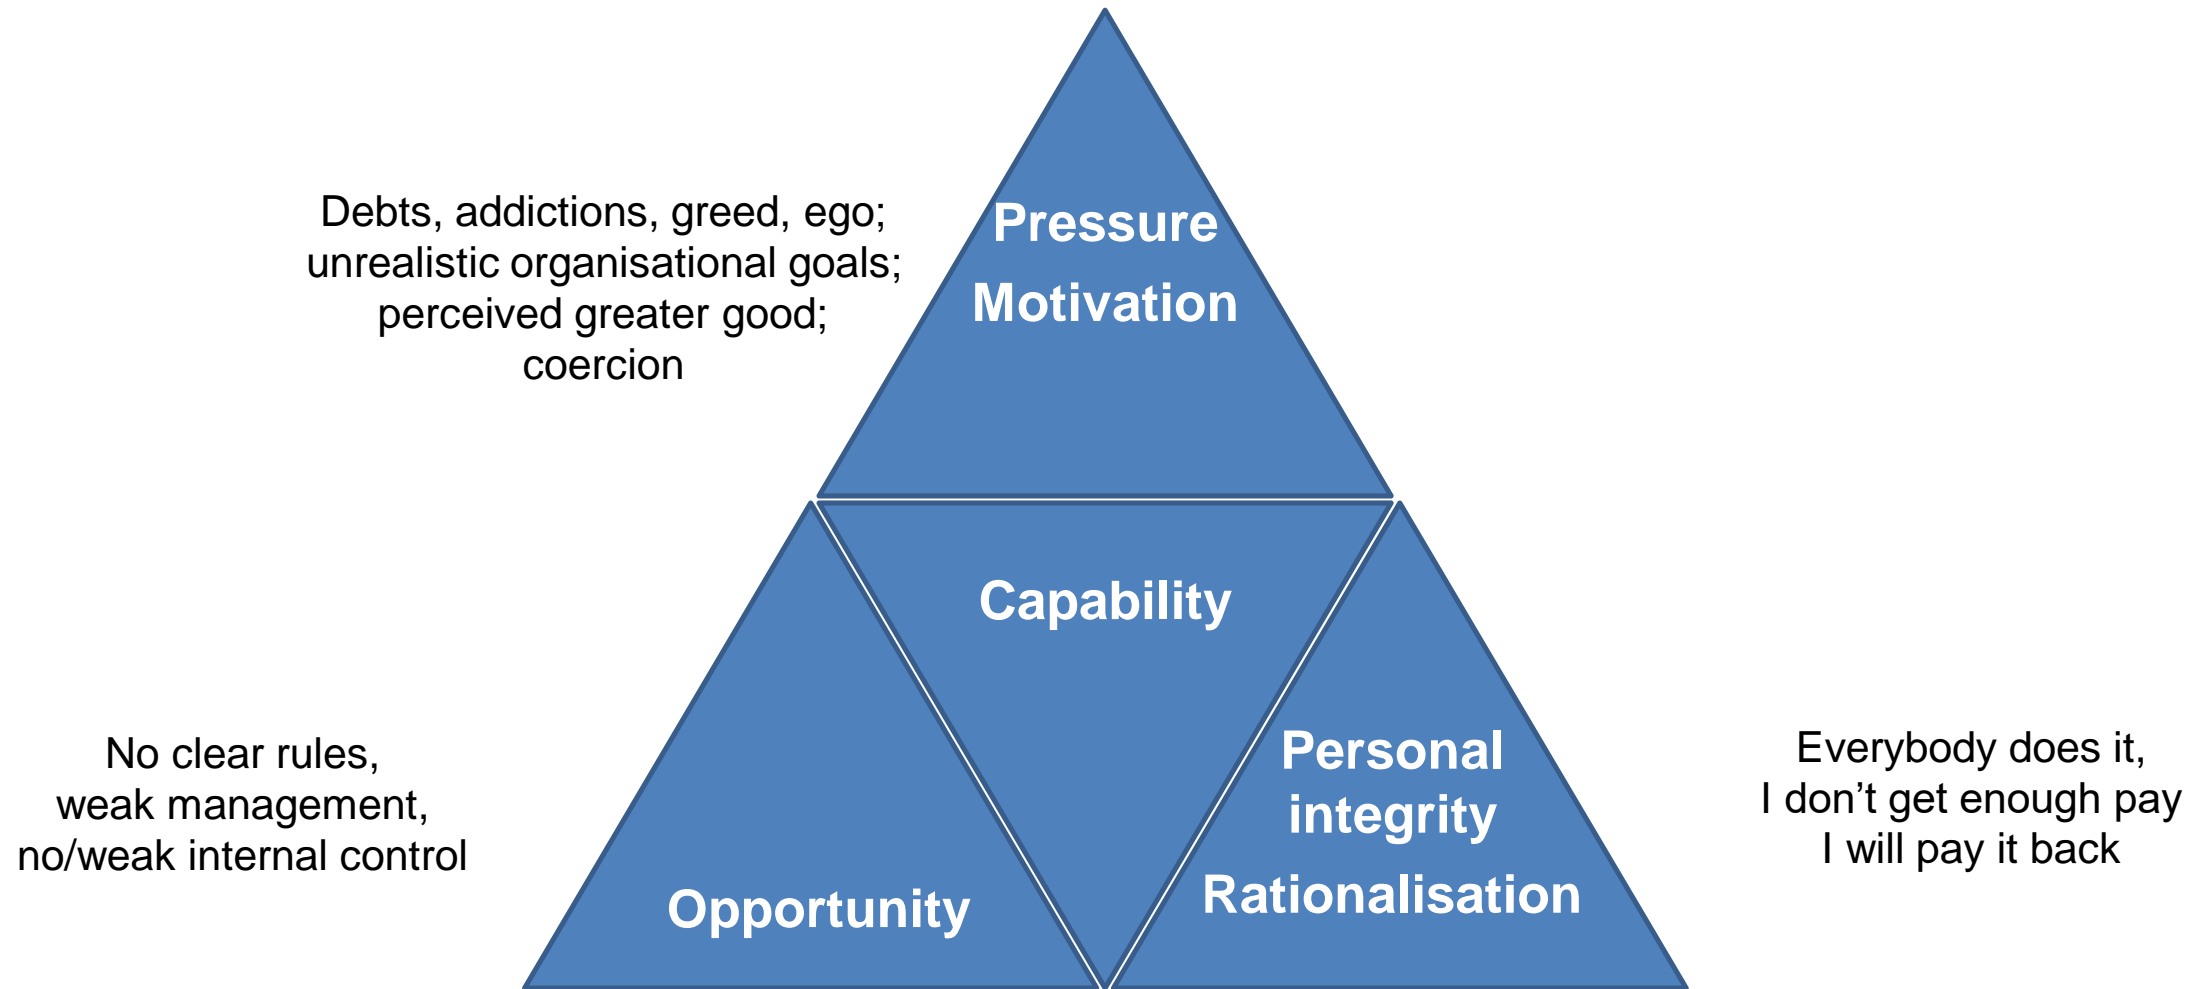 Debts, addictions, greed, ego;
unrealistic organisational goals;
perceived greater good;
coercion
Pressure
Motivation
Capability
No clear rules,
weak management,
no/weak internal control
Opportunity
Personal
integrity
Rationalisation
Everybody does it,
I don’t get enough pay
I will pay it back